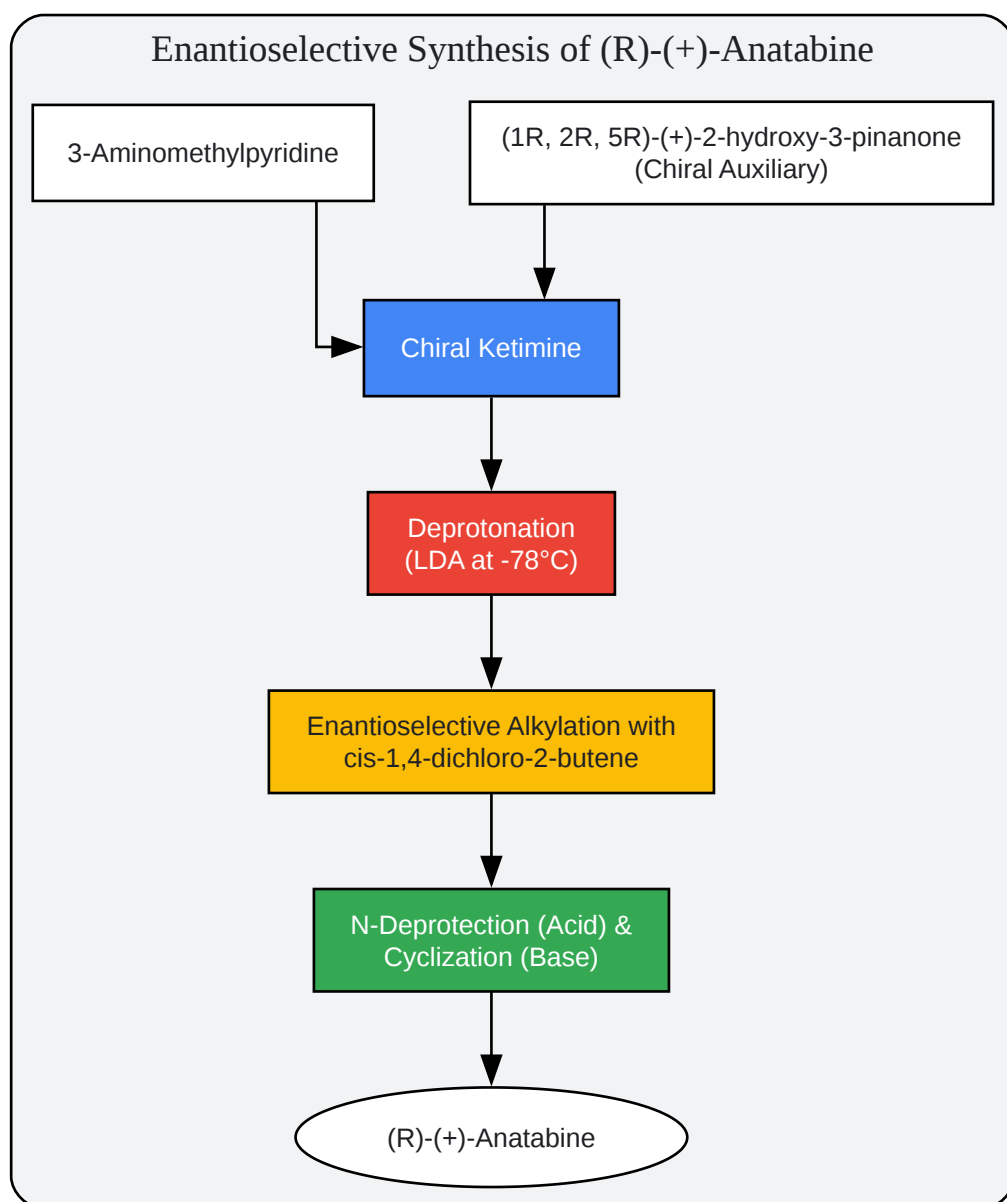 Enantioselective Synthesis of (R)-(+)-Anatabine
3-Aminomethylpyridine
(1R, 2R, 5R)-(+)-2-hydroxy-3-pinanone
(Chiral Auxiliary)
Chiral Ketimine
Deprotonation
(LDA at -78°C)
Enantioselective Alkylation with
cis-1,4-dichloro-2-butene
N-Deprotection (Acid) &
Cyclization (Base)
(R)-(+)-Anatabine